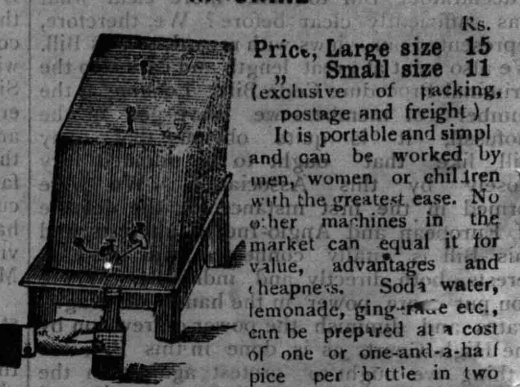 Rs.
Price, Large size 15
„ Small size 11
(exclusive of packing,
postage and freight)
It is portable and simpl
and can be worked by
men, women or children
with the greatest ease. No
other machines in the
market can equal it for
value, advantages and
cheapness. Soda water,
lemonade, etc.,
can be prepared at a cost
of one or one-and-a-half
pice per bottle in two